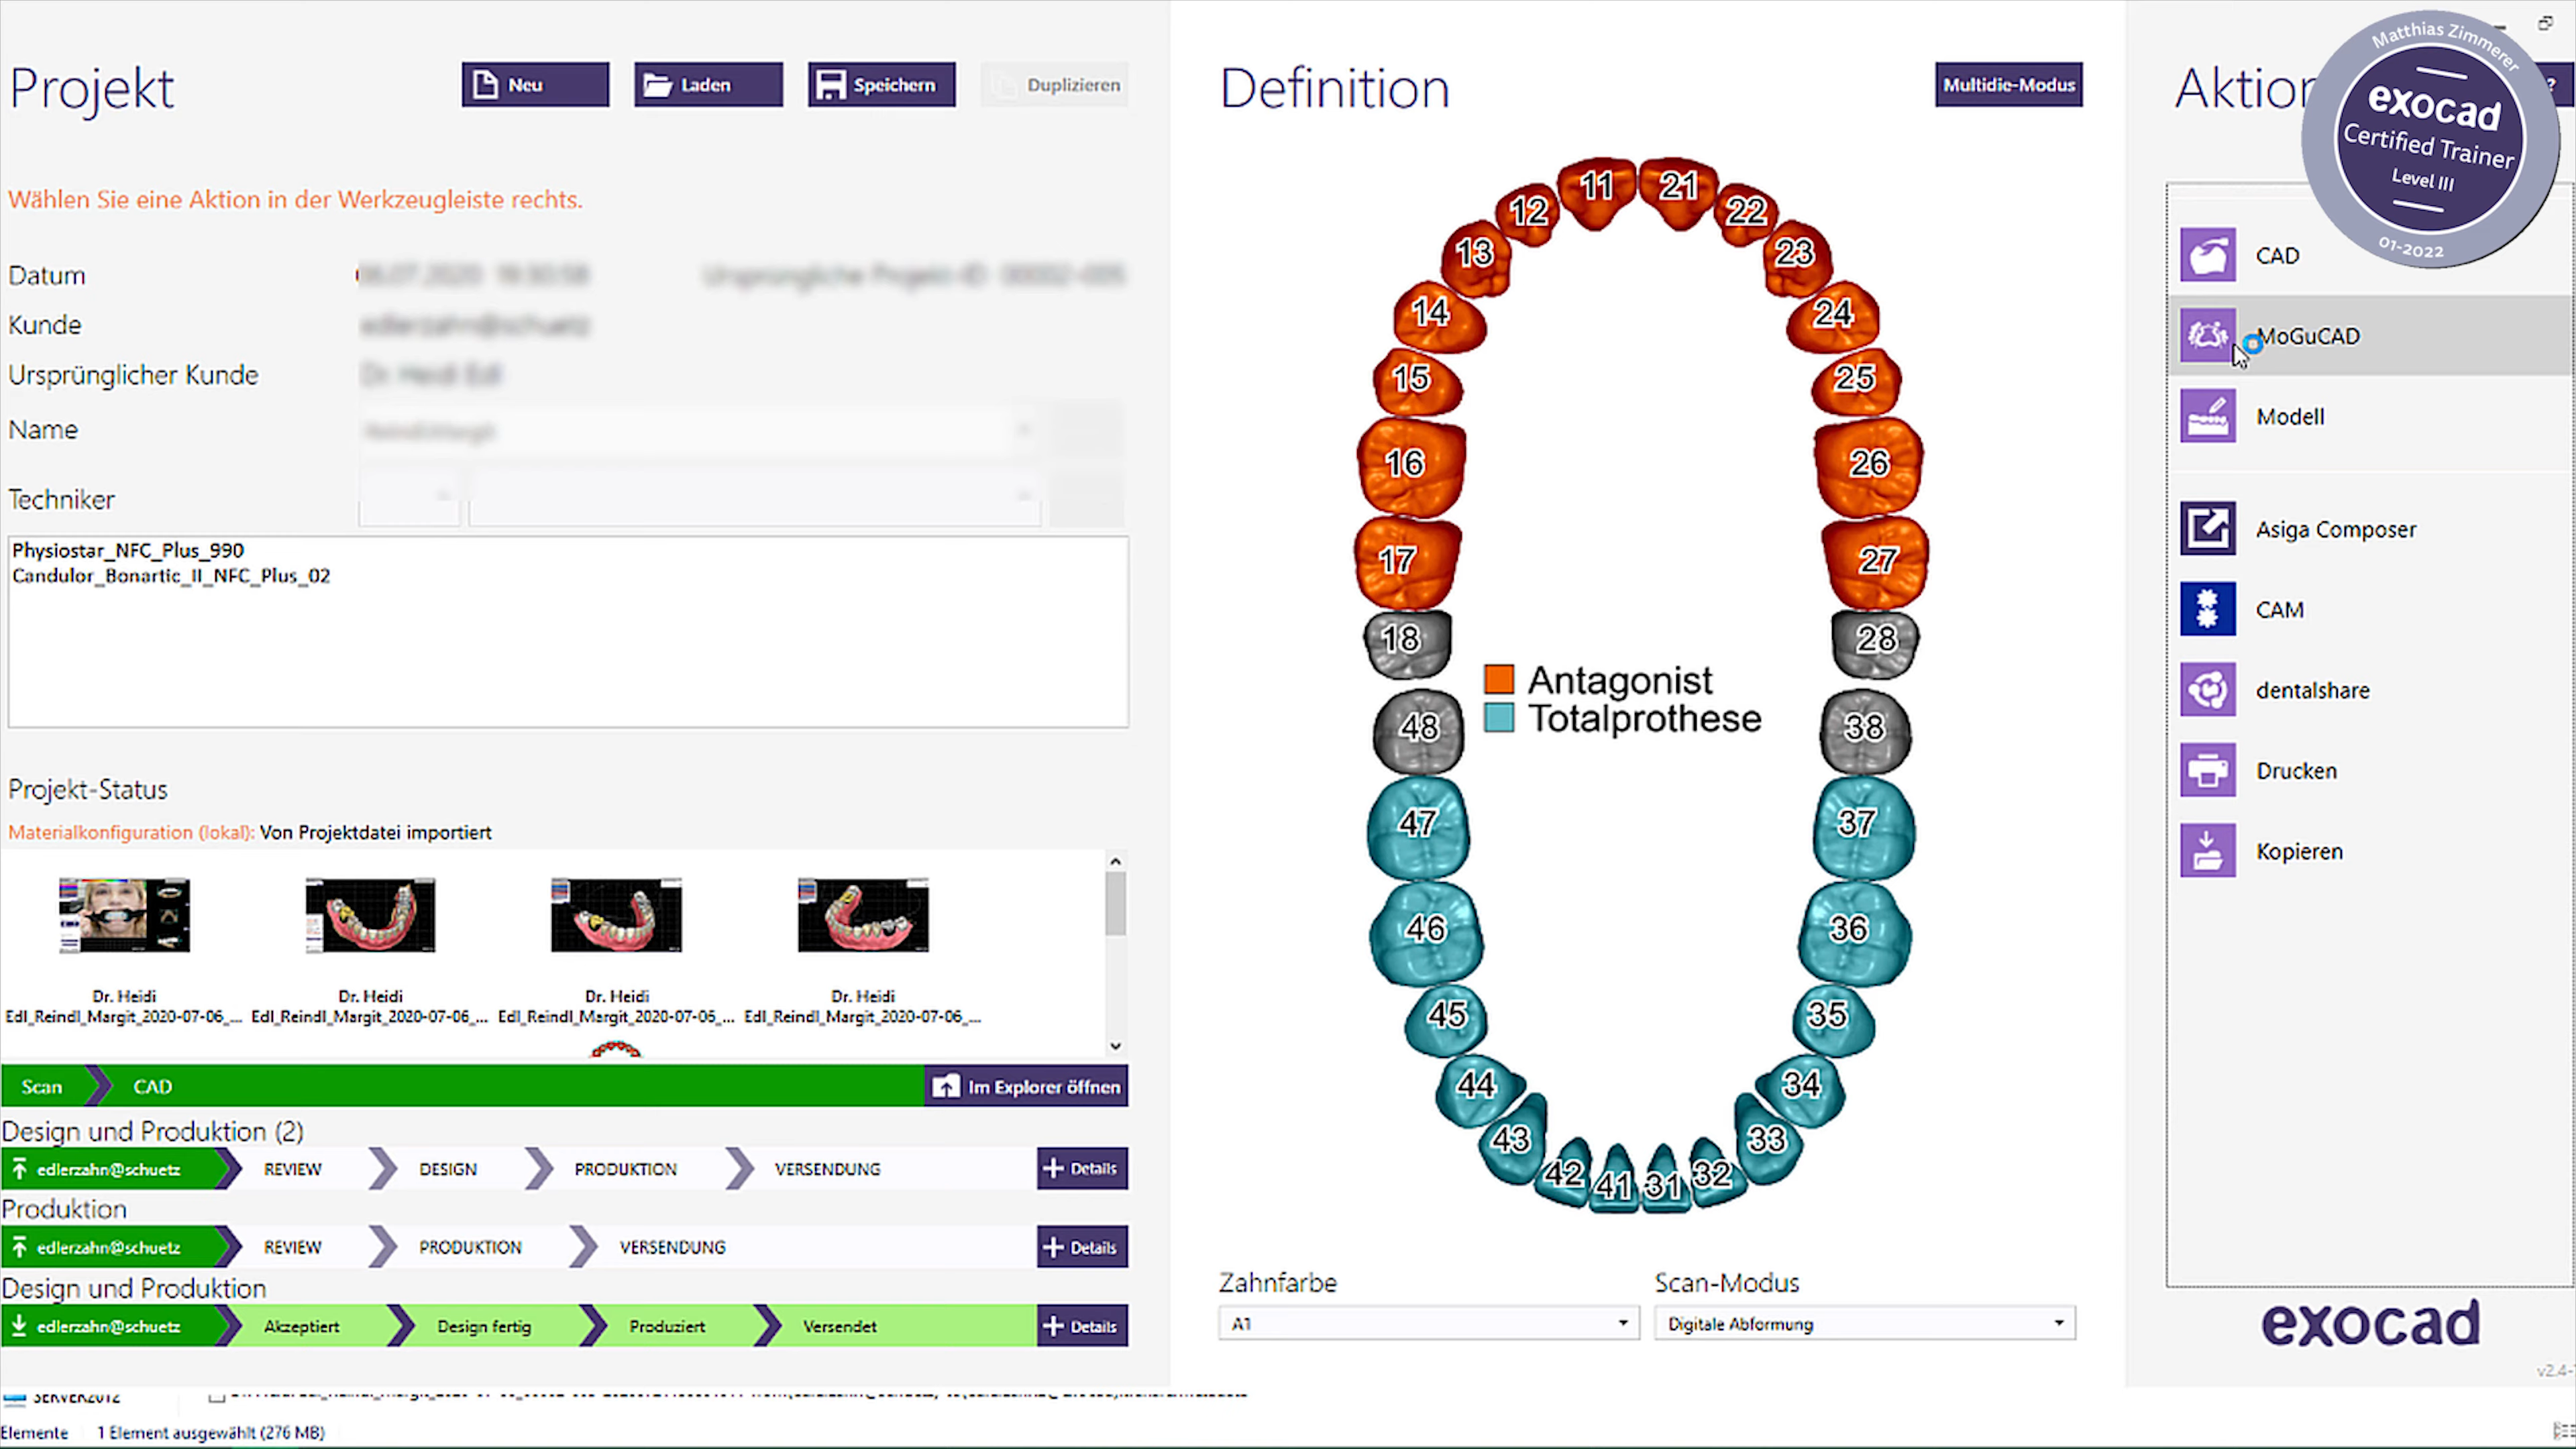 Projekt
Neu
Laden
Speichern
Duplizieren
Wählen Sie eine Aktion in der Werkzeugleiste rechts.
Datum
Kunde
Ursprünglicher Kunde
Name
Techniker
Physiostar_NFC_Plus_990
Candulor_Bonartic_II_NFC_Plus_02
Projekt-Status
Materialkonfiguration (lokal): Von Projektdatei importiert
Dr. Heidi
Edl_Reindl_Margit_2020-07-06_...
Dr. Heidi
Edl_Reindl_Margit_2020-07-06_...
Dr. Heidi
Edl_Reindl_Margit_2020-07-06_...
Dr. Heidi
Edl_Reindl_Margit_2020-07-06_...
Scan
CAD
Im Explorer öffnen
Design und Produktion (2)
edlerzahn@schuetz REVIEW DESIGN PRODUKTION VERSENDUNG Details
Produktion
edlerzahn@schuetz REVIEW PRODUKTION VERSENDUNG Details
Design und Produktion
edlerzahn@schuetz Akzeptiert Design fertig Produziert Versendet Details
SERVER2012
Elemente 1 Element ausgewählt (276 MB)
Definition
Multidie-Modus
11 21
12 22
13 23
14 24
15 25
16 26
17 27
18 28
Antagonist
Totalprothese
48 38
47 37
46 36
45 35
44 34
43 33
42 41 31 32
Zahnfarbe
A1
Scan-Modus
Digitale Abformung
Aktion
?
Matthias Zimmerer
exocad
Certified Trainer
Level III
01-2022
CAD
MoGuCAD
Modell
Asiga Composer
CAM
dentalshare
Drucken
Kopieren
exocad
v2.4-